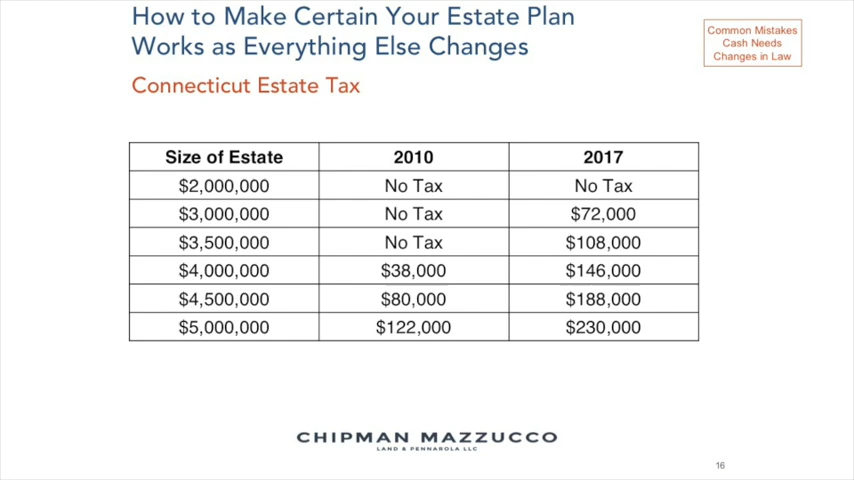 How to Make Certain Your Estate Plan
Works as Everything Else Changes
Common Mistakes
Cash Needs
Changes in Law
Connecticut Estate Tax
Size of Estate 2010 2017
$2,000,000 No Tax No Tax
$3,000,000 No Tax $72,000
$3,500,000 No Tax $108,000
$4,000,000 $38,000 $146,000
$4,500,000 $80,000 $188,000
$5,000,000 $122,000 $230,000
CHIPMAN MAZZUCCO
LAND & PENNAROLA LLC
16